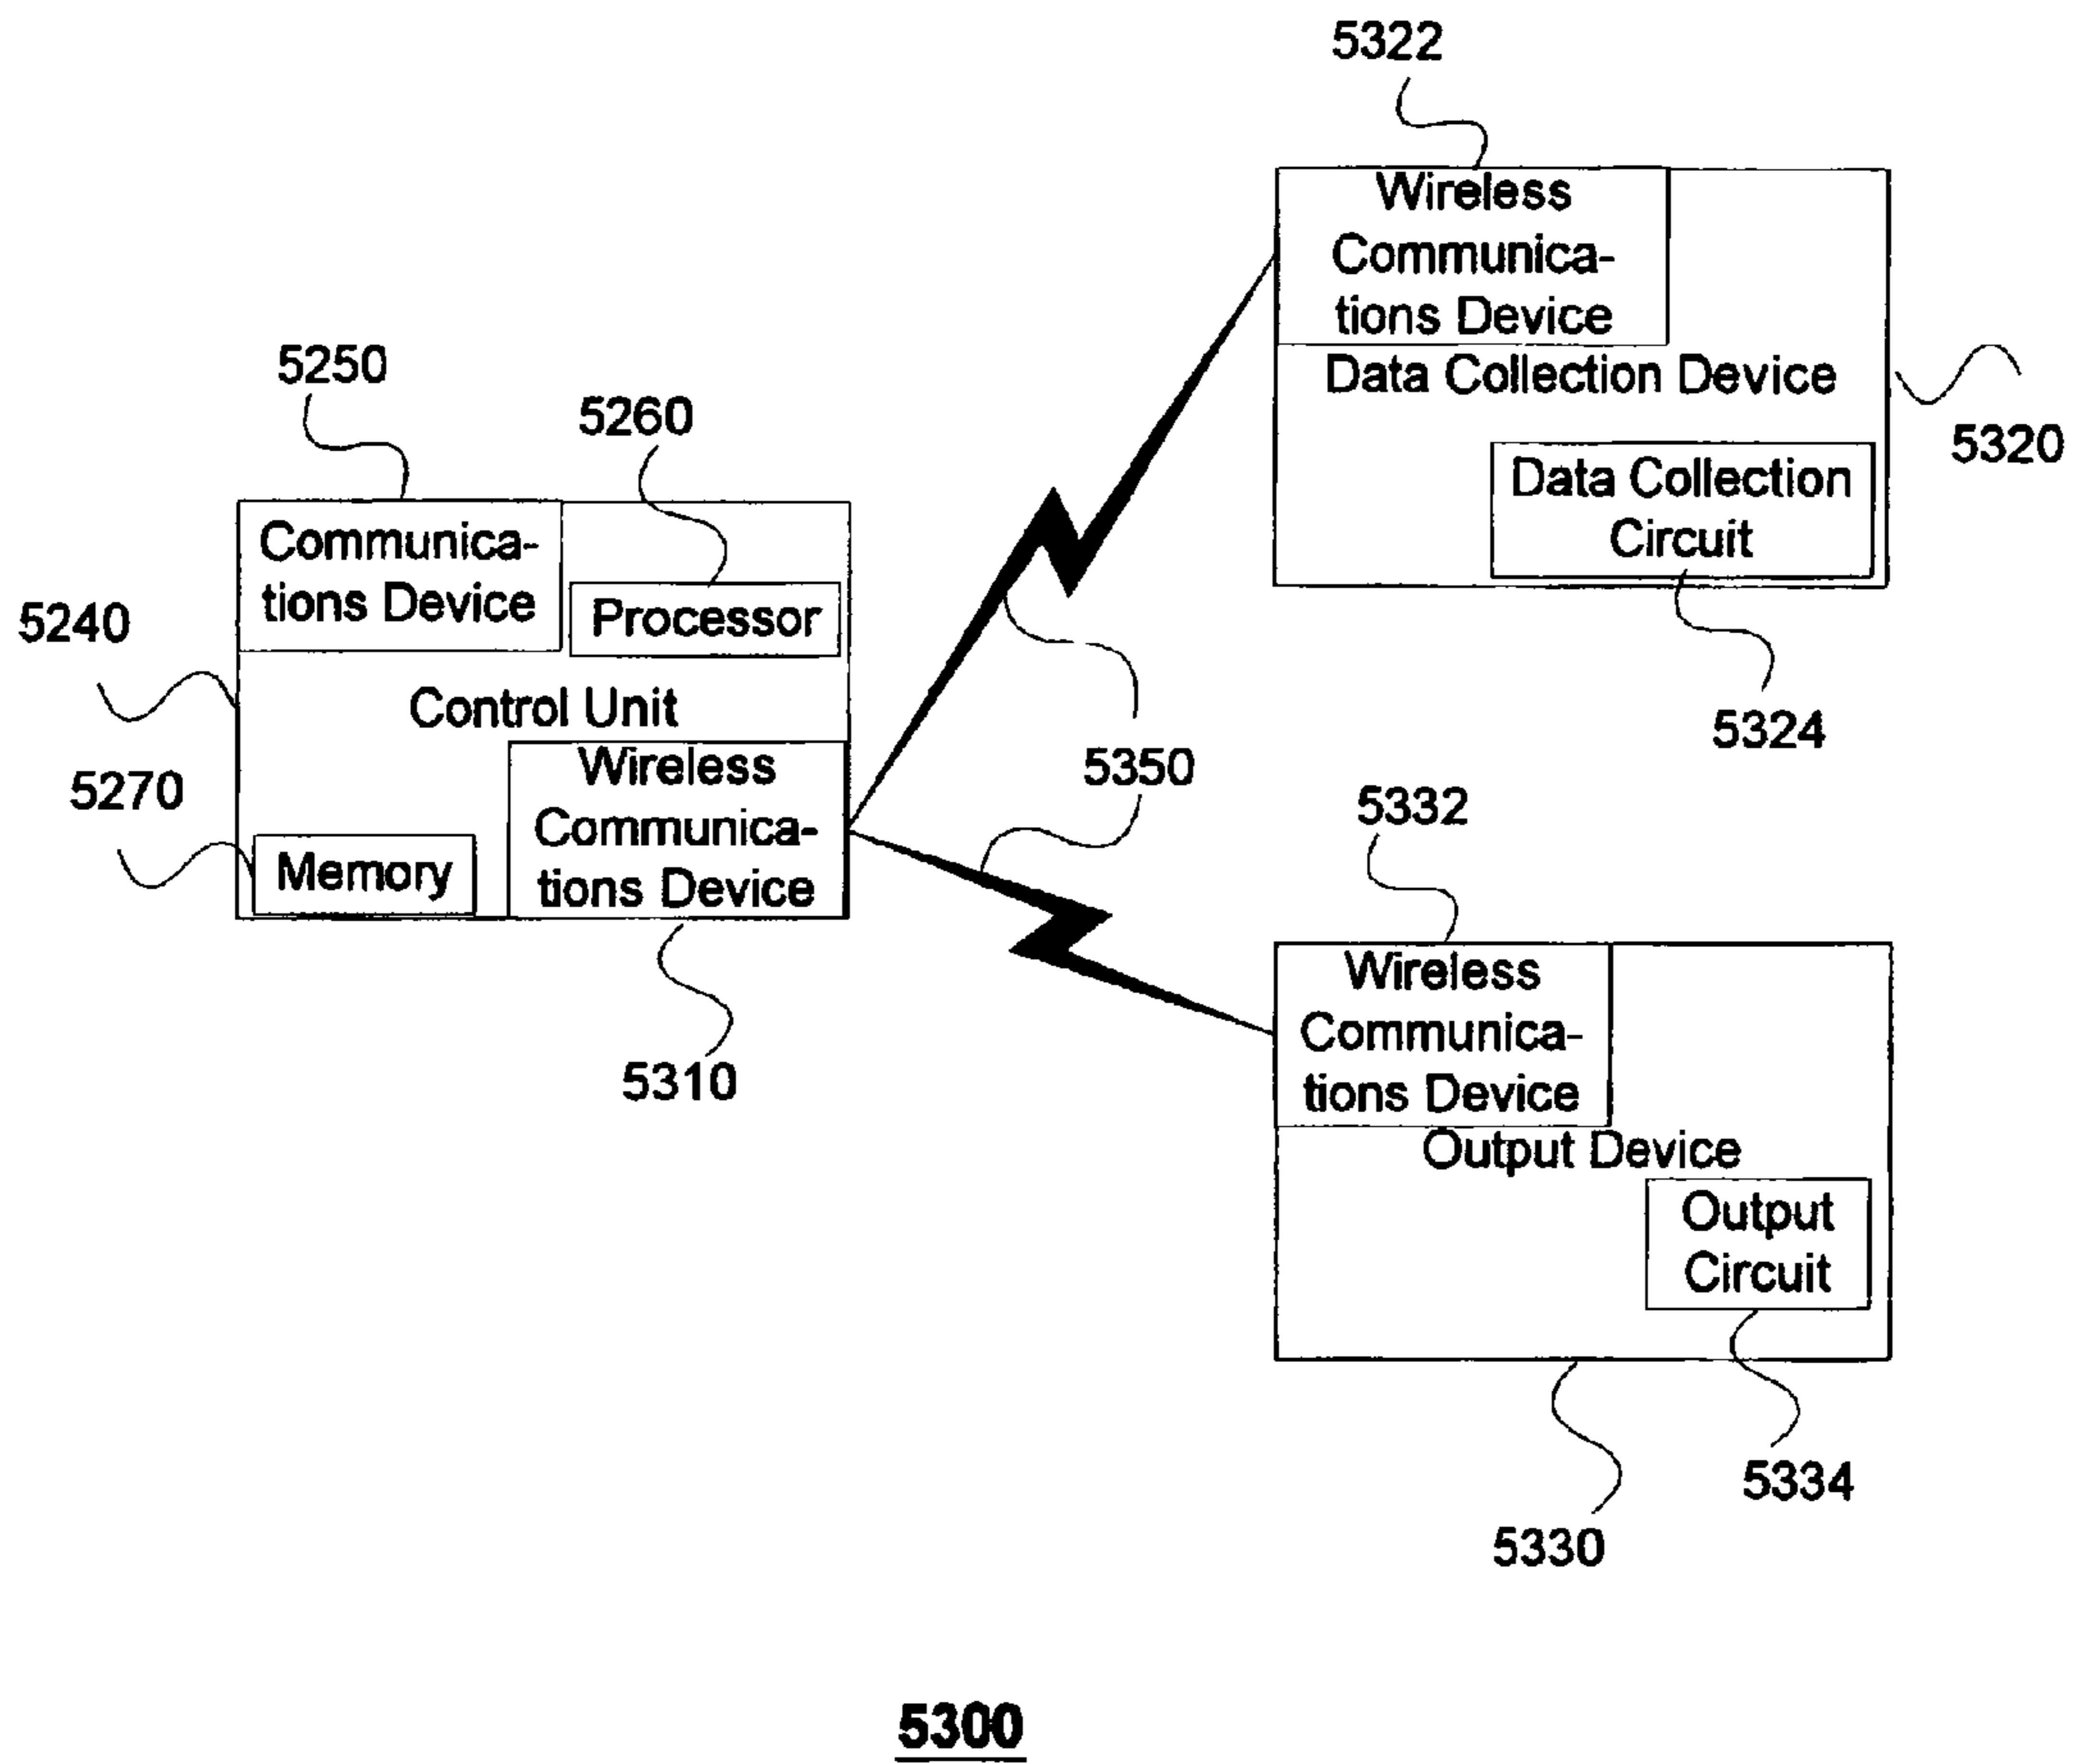 5322
Wireless
Communica-
tions Device
Data Collection Device
5320
Data Collection
Circuit
5324
5250
5260
Communica-
tions Device
Processor
5240
Control Unit
5270
Wireless
Communica-
tions Device
Memory
5310
5350
5332
Wireless
Communica-
tions Device
Output Device
Output
Circuit
5334
5330
5300